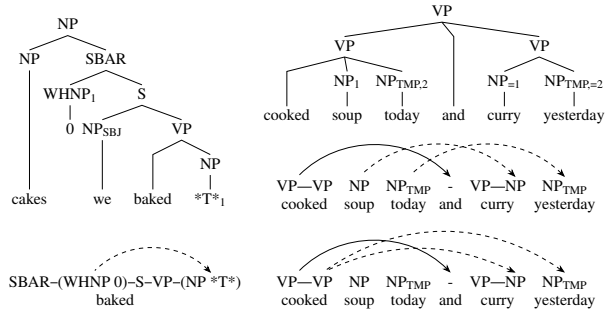 NP
NP SBAR
WHNP1 S
0 NPSBJ VP
NP
cakes we baked *T*1
SBAR–(WHNP 0)–S–VP–(NP *T*)
baked
VP
VP VP
NP1 NPTMP,2 NP=1 NPTMP,=2
cooked soup today and curry yesterday
VP—VP NP NPTMP - VP—NP NPTMP
cooked soup today and curry yesterday
VP—VP NP NPTMP - VP—NP NPTMP
cooked soup today and curry yesterday